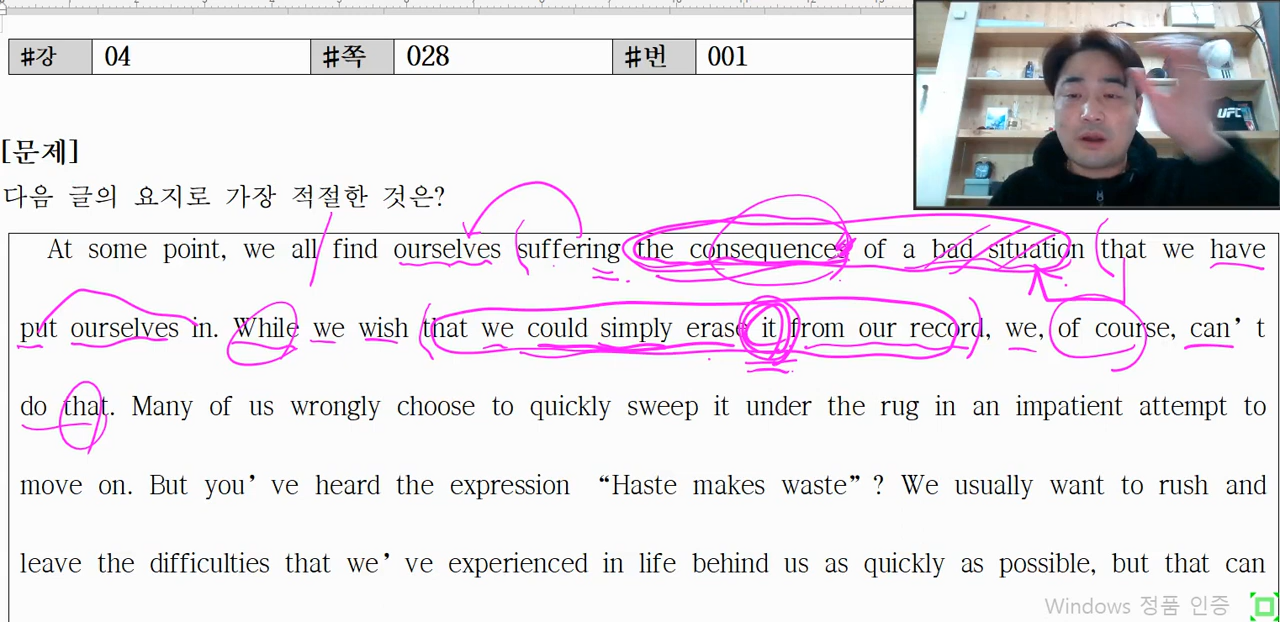 #강 04 #쪽 028 #번 001
UFC
[문제]
다음 글의 요지로 가장 적절한 것은?
At some point, we all find ourselves suffering the consequences of a bad situation that we have
put ourselves in. While we wish that we could simply erase it from our record, we, of course, can't
do that. Many of us wrongly choose to quickly sweep it under the rug in an impatient attempt to
move on. But you've heard the expression “Haste makes waste”? We usually want to rush and
leave the difficulties that we've experienced in life behind us as quickly as possible, but that can
Windows 정품 인증